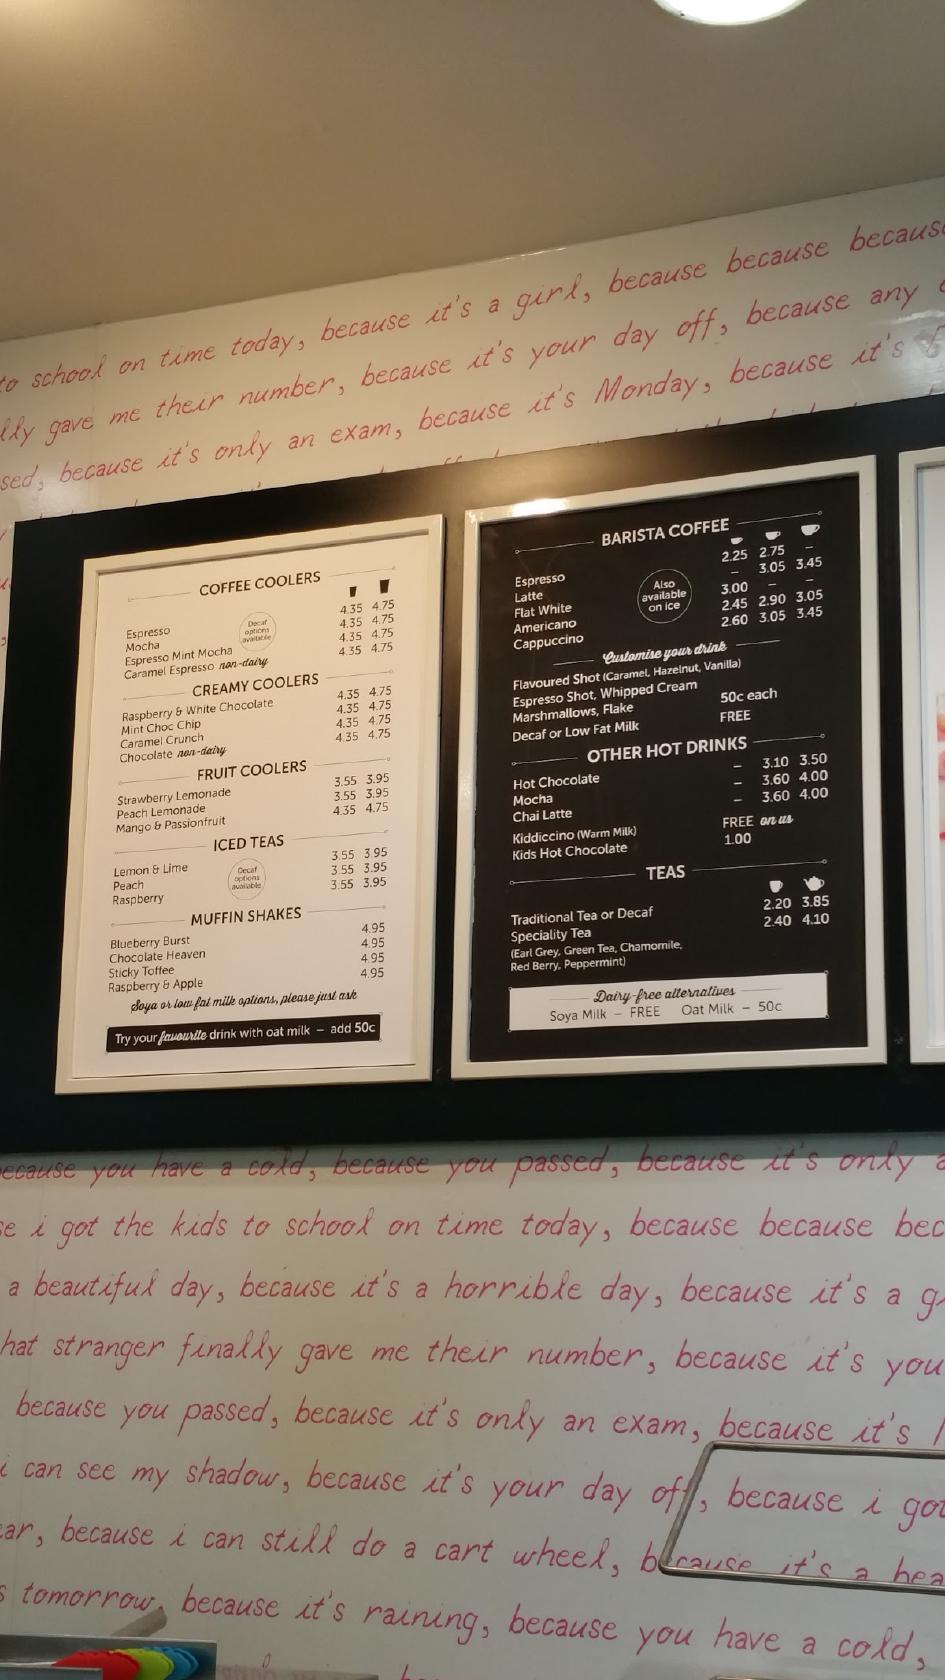 to school on time today, because it's a girl, because because because
lly gave me their number, because it's your day off, because any
sed, because it's only an exam, because it's Monday, because it's
COFFEE COOLERS
Espresso 4.35 4.75
Mocha 4.35 4.75
Espresso Mint Mocha 4.35 4.75
Caramel Espresso non-dairy 4.35 4.75
Decaf
options
available
CREAMY COOLERS
Raspberry & White Chocolate 4.35 4.75
Mint Choc Chip 4.35 4.75
Caramel Crunch 4.35 4.75
Chocolate non-dairy 4.35 4.75
FRUIT COOLERS
Strawberry Lemonade 3.55 3.95
Peach Lemonade 3.55 3.95
Mango & Passionfruit 4.35 4.75
ICED TEAS
Lemon & Lime 3.55 3.95
Peach 3.55 3.95
Raspberry 3.55 3.95
Decaf
options
available
MUFFIN SHAKES
Blueberry Burst 4.95
Chocolate Heaven 4.95
Sticky Toffee 4.95
Raspberry & Apple 4.95
Soya or low fat milk options, please just ask
Try your favourite drink with oat milk – add 50c
BARISTA COFFEE
Espresso 2.25 2.75 –
Latte – 3.05 3.45
Flat White 3.00 – –
Americano 2.45 2.90 3.05
Cappuccino 2.60 3.05 3.45
Also
available
on ice
Customise your drink
Flavoured Shot (Caramel, Hazelnut, Vanilla)
Espresso Shot, Whipped Cream
Marshmallows, Flake 50c each
Decaf or Low Fat Milk FREE
OTHER HOT DRINKS
Hot Chocolate – 3.10 3.50
Mocha – 3.60 4.00
Chai Latte – 3.60 4.00
Kiddiccino (Warm Milk) FREE on us
Kids Hot Chocolate 1.00
TEAS
Traditional Tea or Decaf 2.20 3.85
Speciality Tea 2.40 4.10
(Earl Grey, Green Tea, Chamomile,
Red Berry, Peppermint)
Dairy-free alternatives
Soya Milk – FREE Oat Milk – 50c
ecause you have a cold, because you passed, because it's only a
se i got the kids to school on time today, because because bec
a beautiful day, because it's a horrible day, because it's a g
hat stranger finally gave me their number, because it's you
because you passed, because it's only an exam, because it's
i can see my shadow, because it's your day off, because i go
ar, because i can still do a cart wheel, because it's a bea
s tomorrow, because it's raining, because you have a cold,